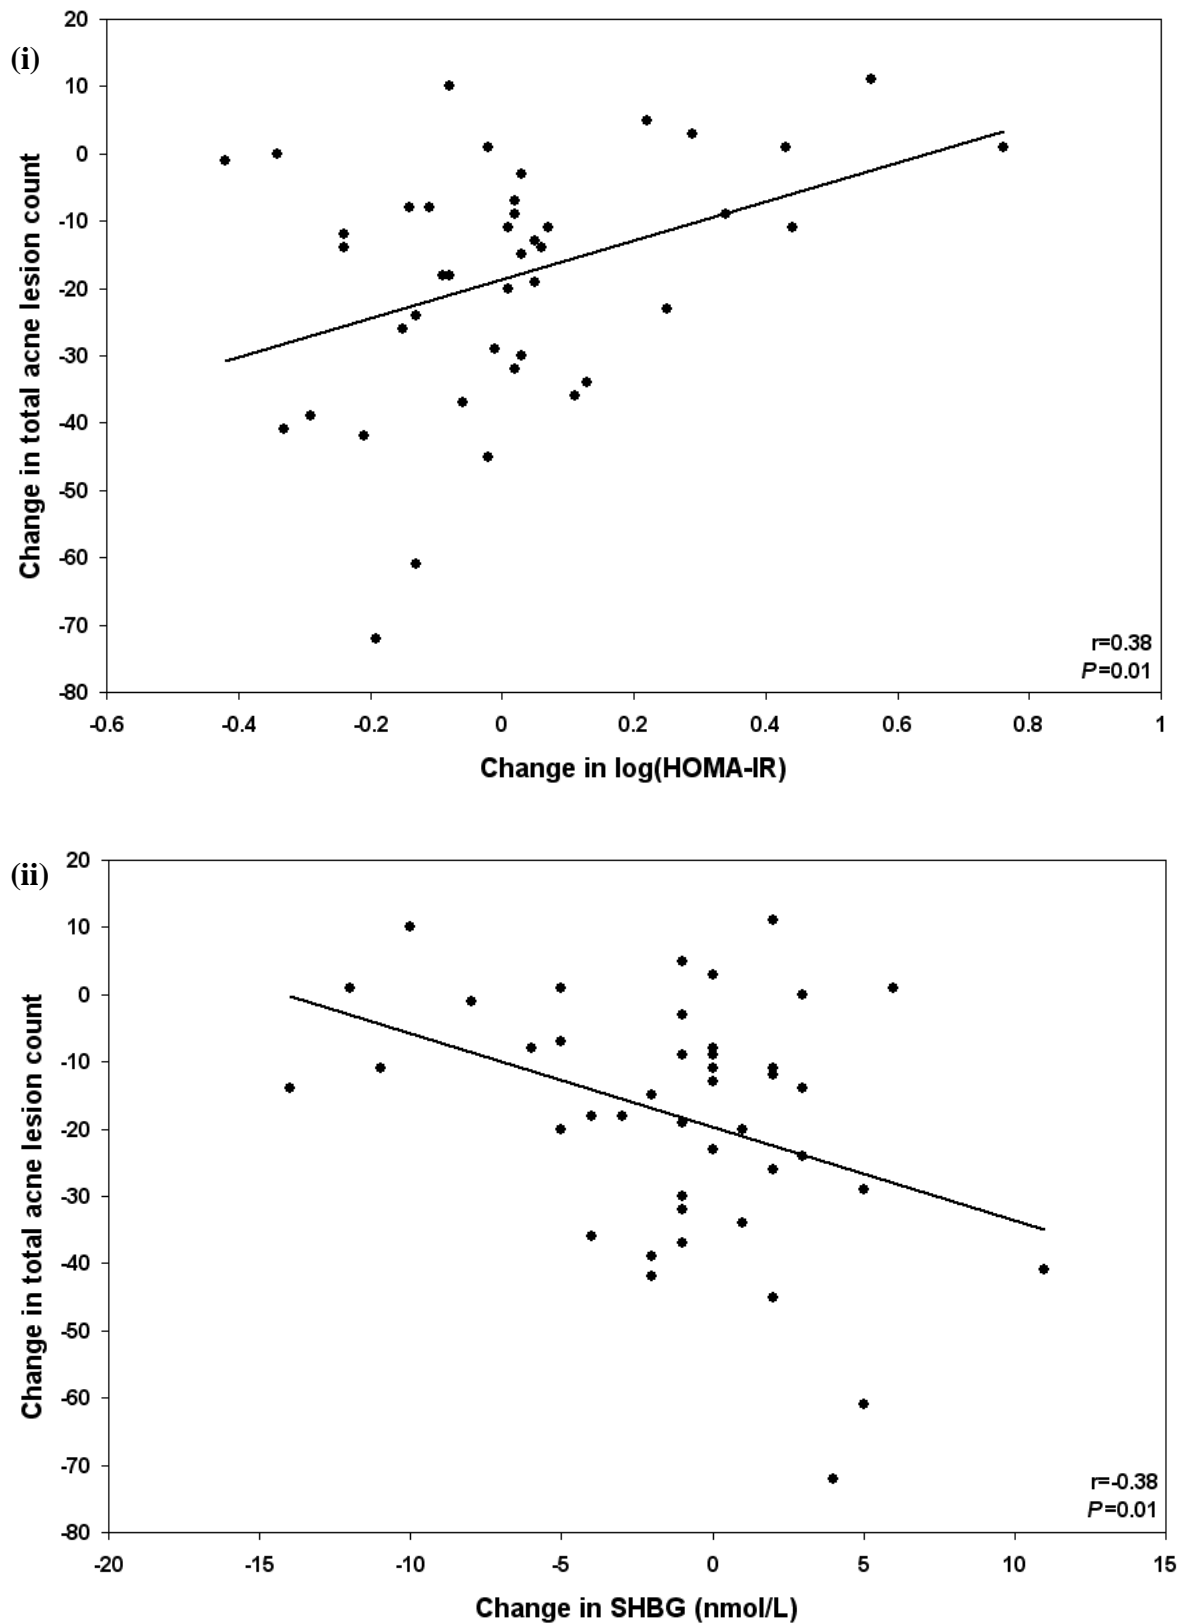 (i)
Change in total acne lesion count
20
10
0
-10
-20
-30
-40
-50
-60
-70
-80
r=0.38
P=0.01
-0.6 -0.4 -0.2 0 0.2 0.4 0.6 0.8 1
Change in log(HOMA-IR)
(ii)
Change in total acne lesion count
20
10
0
-10
-20
-30
-40
-50
-60
-70
-80
r=-0.38
P=0.01
-20 -15 -10 -5 0 5 10 15
Change in SHBG (nmol/L)